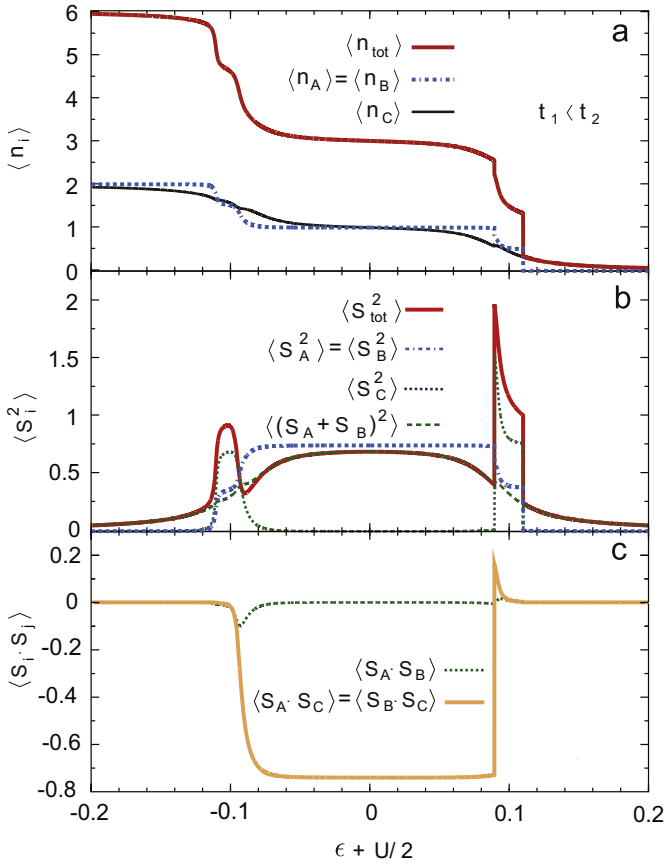 6
5
4
3
2
1
0
⟨ n_i ⟩
a
⟨ n_tot ⟩
⟨ n_A ⟩ = ⟨ n_B ⟩
⟨ n_C ⟩
t_1 ⟨ t_2
2
1.5
1
0.5
0
⟨ S_i^2 ⟩
b
⟨ S_tot^2 ⟩
⟨ S_A^2 ⟩ = ⟨ S_B^2 ⟩
⟨ S_C^2 ⟩
⟨ (S_A + S_B)^2 ⟩
0.2
0
-0.2
-0.4
-0.6
-0.8
⟨ S_i · S_j ⟩
c
⟨ S_A · S_B ⟩
⟨ S_A · S_C ⟩ = ⟨ S_B · S_C ⟩
-0.2 -0.1 0 0.1 0.2
ϵ + U/2